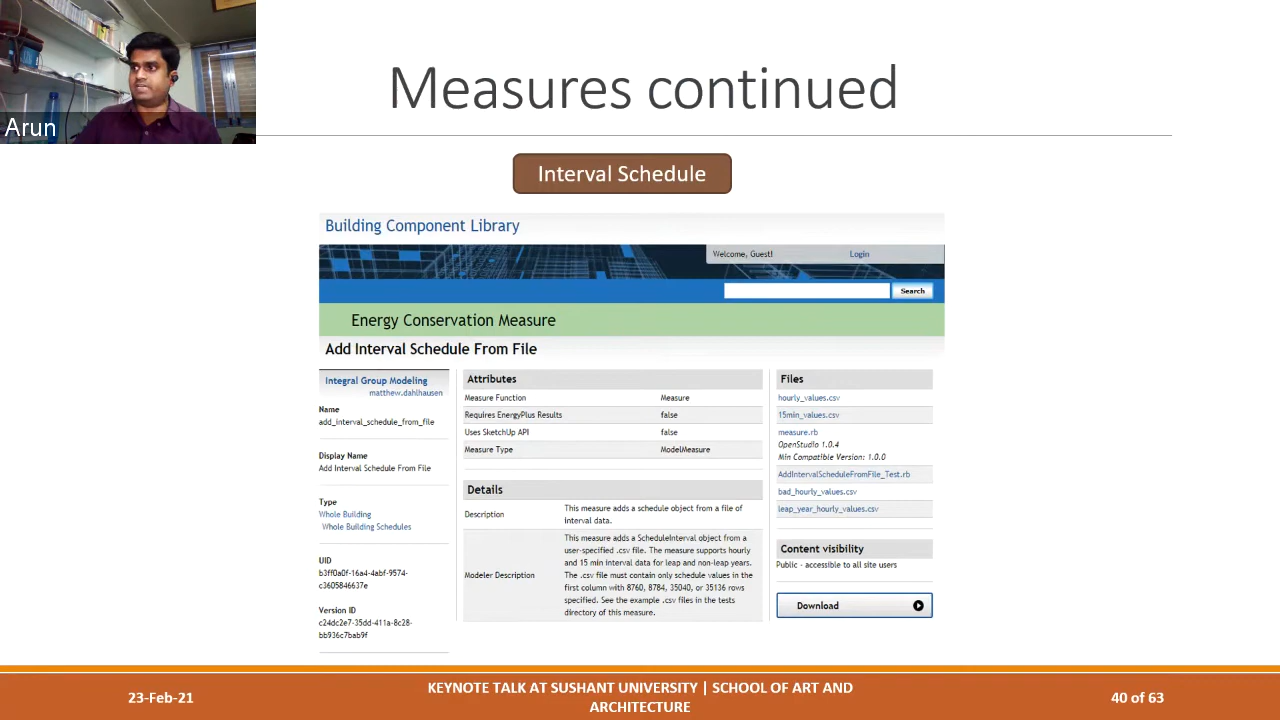 Arun
Measures continued
Interval Schedule
Building Component Library
Welcome, Guest!
Login
Search
Energy Conservation Measure
Add Interval Schedule From File
Integral Group Modeling
matthew.dahlhausen
Name
add_interval_schedule_from_file
Display Name
Add Interval Schedule From File
Type
Whole Building
Whole Building Schedules
UID
b3ff0a0f-16a4-4abf-9574-
c3605846637e
Version ID
c24dc2e7-35dd-411a-8c28-
bb936c7bab9f
Attributes
Measure Function Measure
Requires EnergyPlus Results false
Uses SketchUp API false
Measure Type ModelMeasure
Details
Description
This measure adds a schedule object from a file of
interval data.
Modeler Description
This measure adds a ScheduleInterval object from a
user-specified .csv file. The measure supports hourly
and 15 min interval data for leap and non-leap years.
The .csv file must contain only schedule values in the
first column with 8760, 8784, 35040, or 35136 rows
specified. See the example .csv files in the tests
directory of this measure.
Files
hourly_values.csv
15min_values.csv
measure.rb
OpenStudio 1.0.4
Min Compatible Version: 1.0.0
AddIntervalScheduleFromFile_Test.rb
bad_hourly_values.csv
leap_year_hourly_values.csv
Content visibility
Public - accessible to all site users
Download
23-Feb-21
KEYNOTE TALK AT SUSHANT UNIVERSITY | SCHOOL OF ART AND
ARCHITECTURE
40 of 63